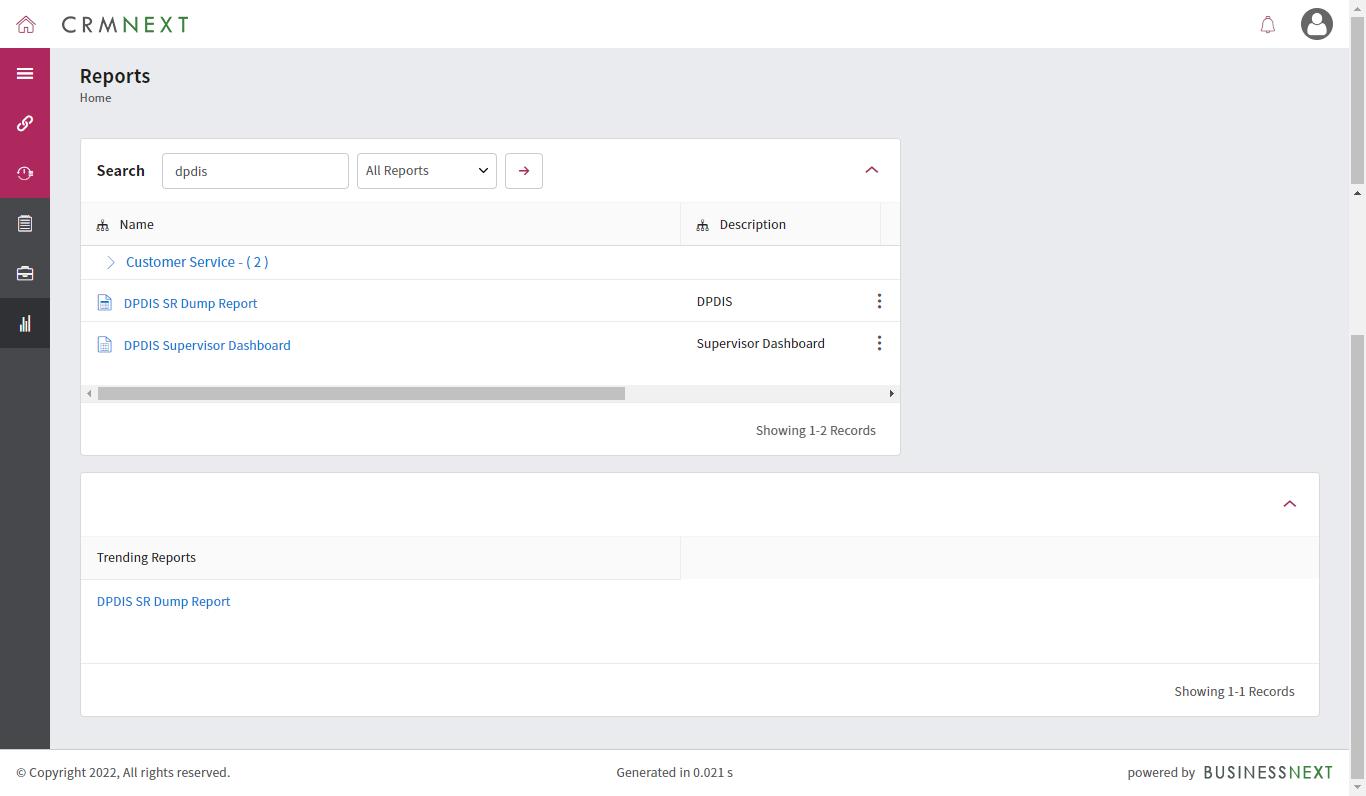 CRMNEXT
Reports
Home
Search dpdis All Reports
Name Description
Customer Service - ( 2 )
DPDIS SR Dump Report DPDIS
DPDIS Supervisor Dashboard Supervisor Dashboard
Showing 1-2 Records
Trending Reports
DPDIS SR Dump Report
Showing 1-1 Records
© Copyright 2022, All rights reserved. Generated in 0.021 s powered by BUSINESSNEXT